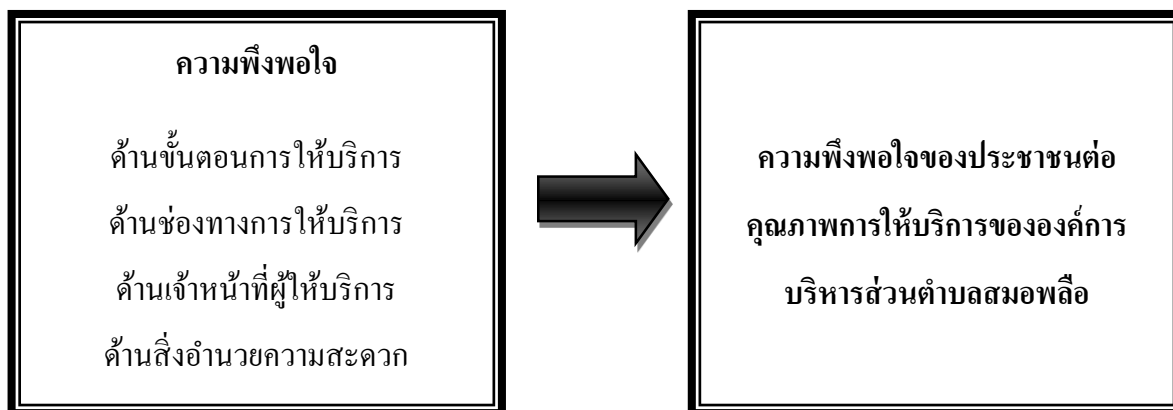 ความพึงพอใจ
ด้านขั้นตอนการให้บริการ
ด้านช่องทางการให้บริการ
ด้านเจ้าหน้าที่ผู้ให้บริการ
ด้านสิ่งอำนวยความสะดวก
ความพึงพอใจของประชาชนต่อ
คุณภาพการให้บริการขององค์การ
บริหารส่วนตำบลสมอพลือ